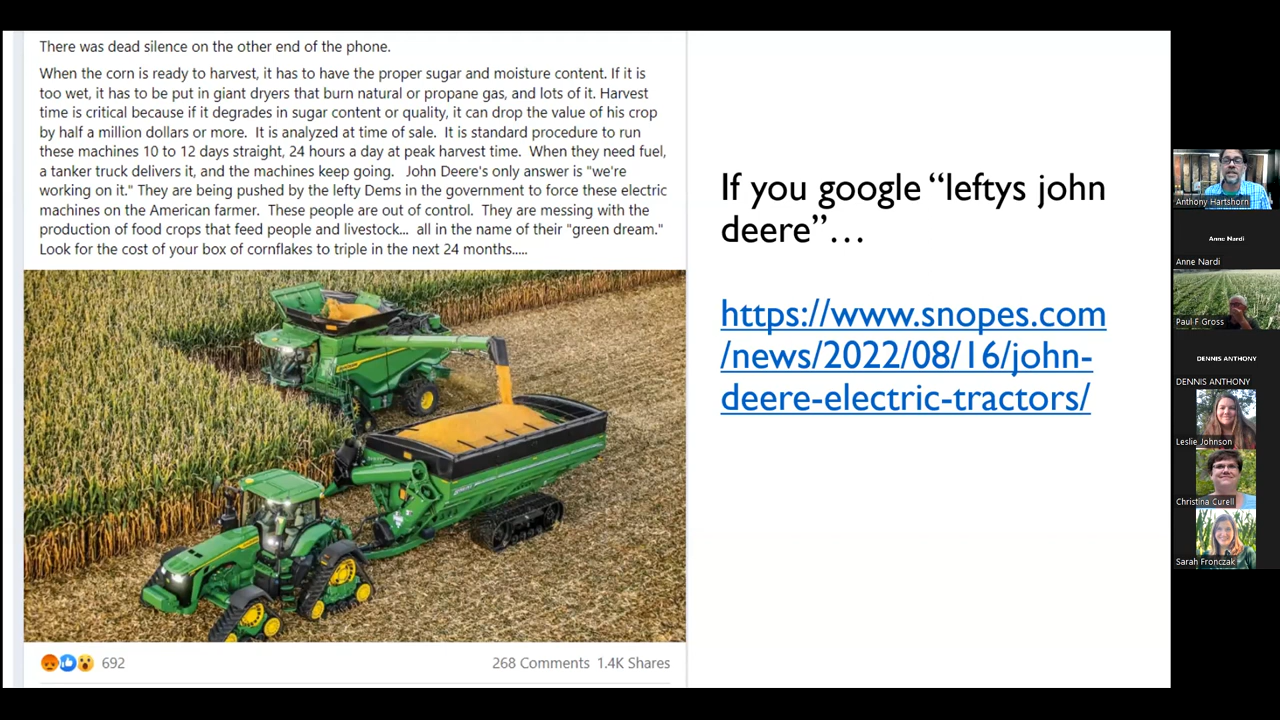 There was dead silence on the other end of the phone.
When the corn is ready to harvest, it has to have the proper sugar and moisture content. If it is
too wet, it has to be put in giant dryers that burn natural or propane gas, and lots of it. Harvest
time is critical because if it degrades in sugar content or quality, it can drop the value of his crop
by half a million dollars or more.  It is analyzed at time of sale.  It is standard procedure to run
these machines 10 to 12 days straight, 24 hours a day at peak harvest time.  When they need fuel,
a tanker truck delivers it, and the machines keep going.   John Deere's only answer is "we're
working on it." They are being pushed by the lefty Dems in the government to force these electric
machines on the American farmer.  These people are out of control.  They are messing with the
production of food crops that feed people and livestock...  all in the name of their "green dream."
Look for the cost of your box of cornflakes to triple in the next 24 months.....
692
268 Comments 1.4K Shares
If you google “leftys john
deere”…
https://www.snopes.com
/news/2022/08/16/john-
deere-electric-tractors/
Anthony Hartshorn
Anne Nardi
Anne Nardi
Paul F Gross
DENNIS ANTHONY
DENNIS ANTHONY
Leslie Johnson
Christina Curell
Sarah Fronczak